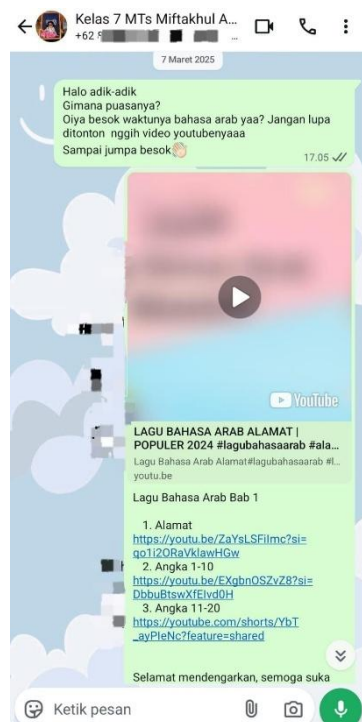 Kelas 7 MTs Miftakhul A...
+62
7 Maret 2025
Halo adik-adik
Gimana puasanya?
Oiya besok waktunya bahasa arab yaa? Jangan lupa
ditonton nggih video youtubenyaaa
Sampai jumpa besok👋🏻
17.05
YouTube
LAGU BAHASA ARAB ALAMAT |
POPULER 2024 #lagubahasaarab #ala...
Lagu Bahasa Arab Alamat#lagubahasaarab #l...
youtu.be
Lagu Bahasa Arab Bab 1
1. Alamat
https://youtu.be/ZaYsLSFiImc?si=
qo1i2ORaVklawHGw
2. Angka 1-10
https://youtu.be/EXgbnOSZvZ8?si=
DbbuBtswXfEIvd0H
3. Angka 11-20
https://youtube.com/shorts/YbT
_ayPIeNc?feature=shared
Selamat mendengarkan, semoga suka
Ketik pesan